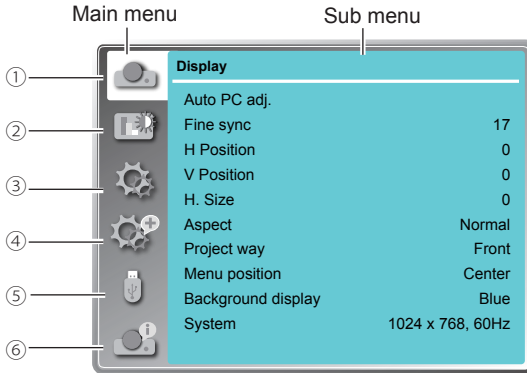 Main menu Sub menu
① Display
Auto PC adj.
② Fine sync 17
H Position 0
V Position 0
③ H. Size 0
Aspect Normal
④ Project way Front
Menu position Center
⑤ Background display Blue
System 1024 x 768, 60Hz
⑥